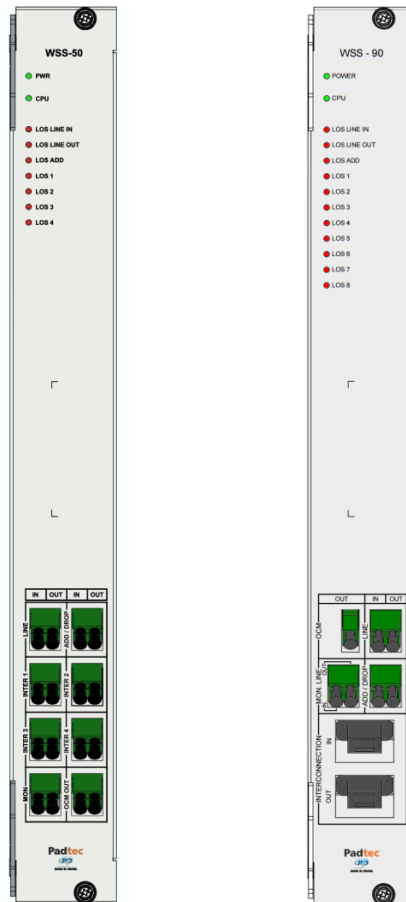 WSS-50
PWR
CPU
LOS LINE IN
LOS LINE OUT
LOS ADD
LOS 1
LOS 2
LOS 3
LOS 4
IN OUT IN OUT
LINE
ADD / DROP
INTER 1
INTER 2
INTER 3
INTER 4
MON
OCM OUT
Padtec
WSS - 90
POWER
CPU
LOS LINE IN
LOS LINE OUT
LOS ADD
LOS 1
LOS 2
LOS 3
LOS 4
LOS 5
LOS 6
LOS 7
LOS 8
OUT IN OUT
OCM
LINE
MON. LINE
OUT
IN
ADD / DROP
INTERCONNECTION
IN
OUT
Padtec